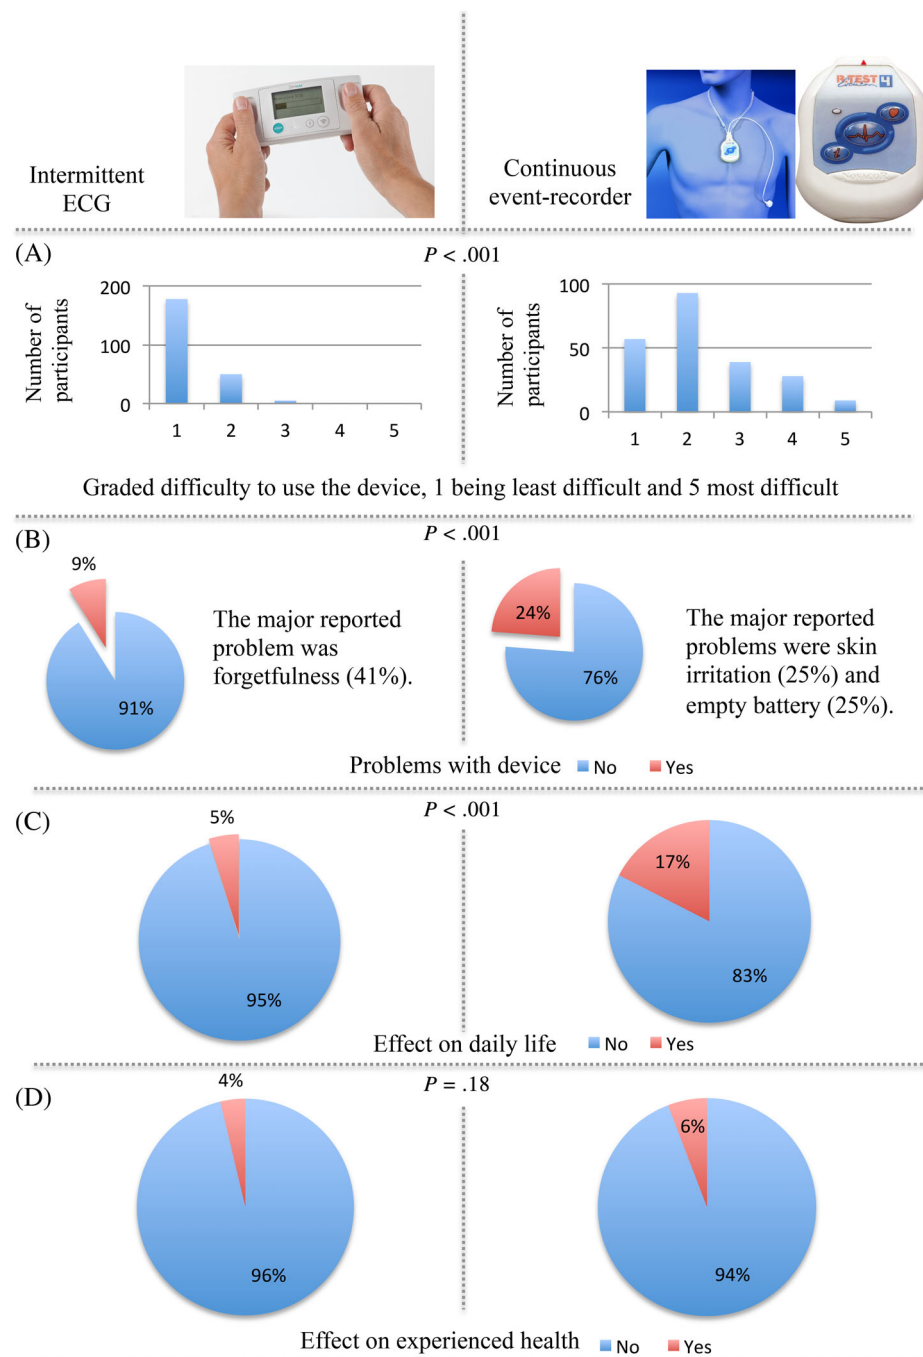 Intermittent
ECG
Continuous
event-recorder
R-TEST
4
(A)
P < .001
Number of
participants
200
100
0
1 2 3 4 5
Number of
participants
100
50
0
1 2 3 4 5
Graded difficulty to use the device, 1 being least difficult and 5 most difficult
(B)
P < .001
9%
91%
The major reported
problem was
forgetfulness (41%).
24%
76%
The major reported
problems were skin
irritation (25%) and
empty battery (25%).
Problems with device No Yes
(C)
P < .001
5%
95%
17%
83%
Effect on daily life No Yes
(D)
P = .18
4%
96%
6%
94%
Effect on experienced health No Yes